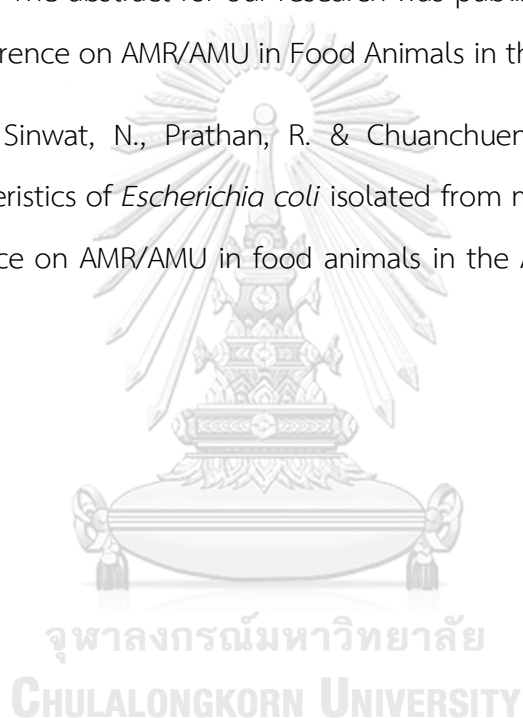 The abstract for our research was publi
rence on AMR/AMU in Food Animals in th
Sinwat, N., Prathan, R. & Chuanchuen
eristics of Escherichia coli isolated from
ce on AMR/AMU in food animals in the
จุฬาลงกรณ์มหาวิทยาลัย
CHULALONGKORN UNIVERSITY